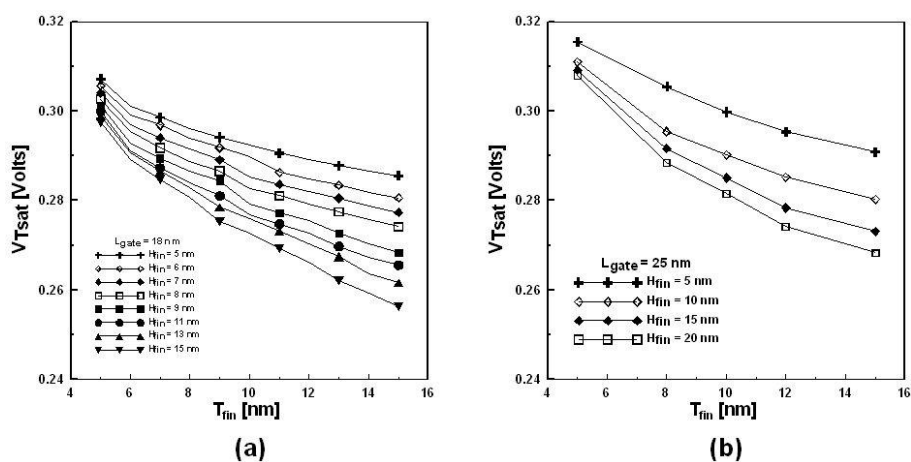 0.32
0.30
0.28
0.26
0.24
VTsat [Volts]
Lgate = 18 nm
Hfin = 5 nm
Hfin = 6 nm
Hfin = 7 nm
Hfin = 8 nm
Hfin = 9 nm
Hfin = 11 nm
Hfin = 13 nm
Hfin = 15 nm
4 6 8 10 12 14 16
Tfin [nm]
(a)
0.32
0.30
0.28
0.26
0.24
VTsat [Volts]
Lgate = 25 nm
Hfin = 5 nm
Hfin = 10 nm
Hfin = 15 nm
Hfin = 20 nm
4 6 8 10 12 14 16
Tfin [nm]
(b)